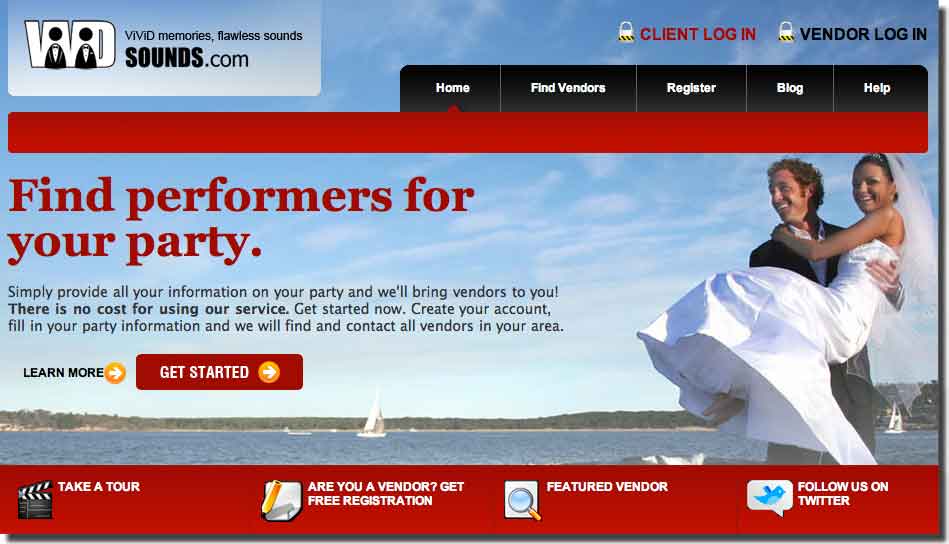 ViViD
ViViD memories, flawless sounds
SOUNDS.com
CLIENT LOG IN
VENDOR LOG IN
Home
Find Vendors
Register
Blog
Help
Find performers for
your party.
Simply provide all your information on your party and we'll bring vendors to you!
There is no cost for using our service. Get started now. Create your account,
fill in your party information and we will find and contact all vendors in your area.
LEARN MORE
GET STARTED
TAKE A TOUR
ARE YOU A VENDOR? GET
FREE REGISTRATION
FEATURED VENDOR
FOLLOW US ON
TWITTER